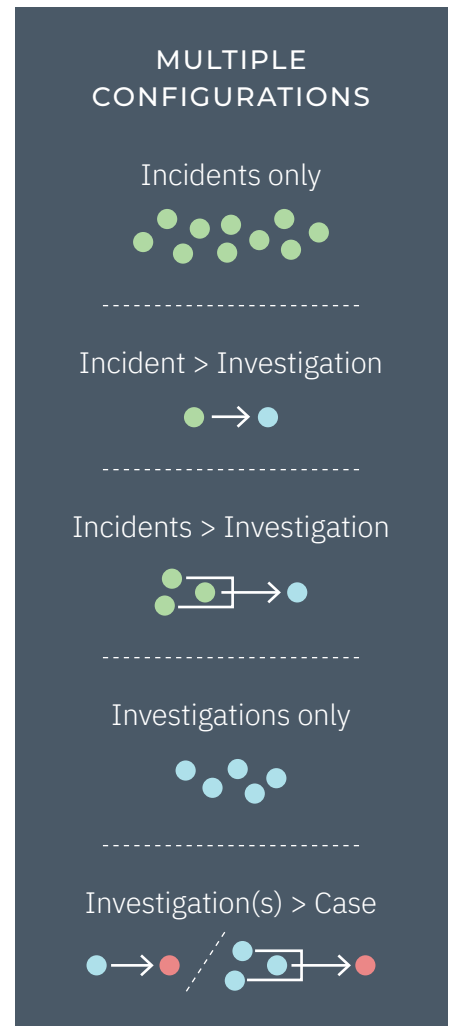 MULTIPLE
CONFIGURATIONS
Incidents only
Incident > Investigation
Incidents > Investigation
Investigations only
Investigation(s) > Case